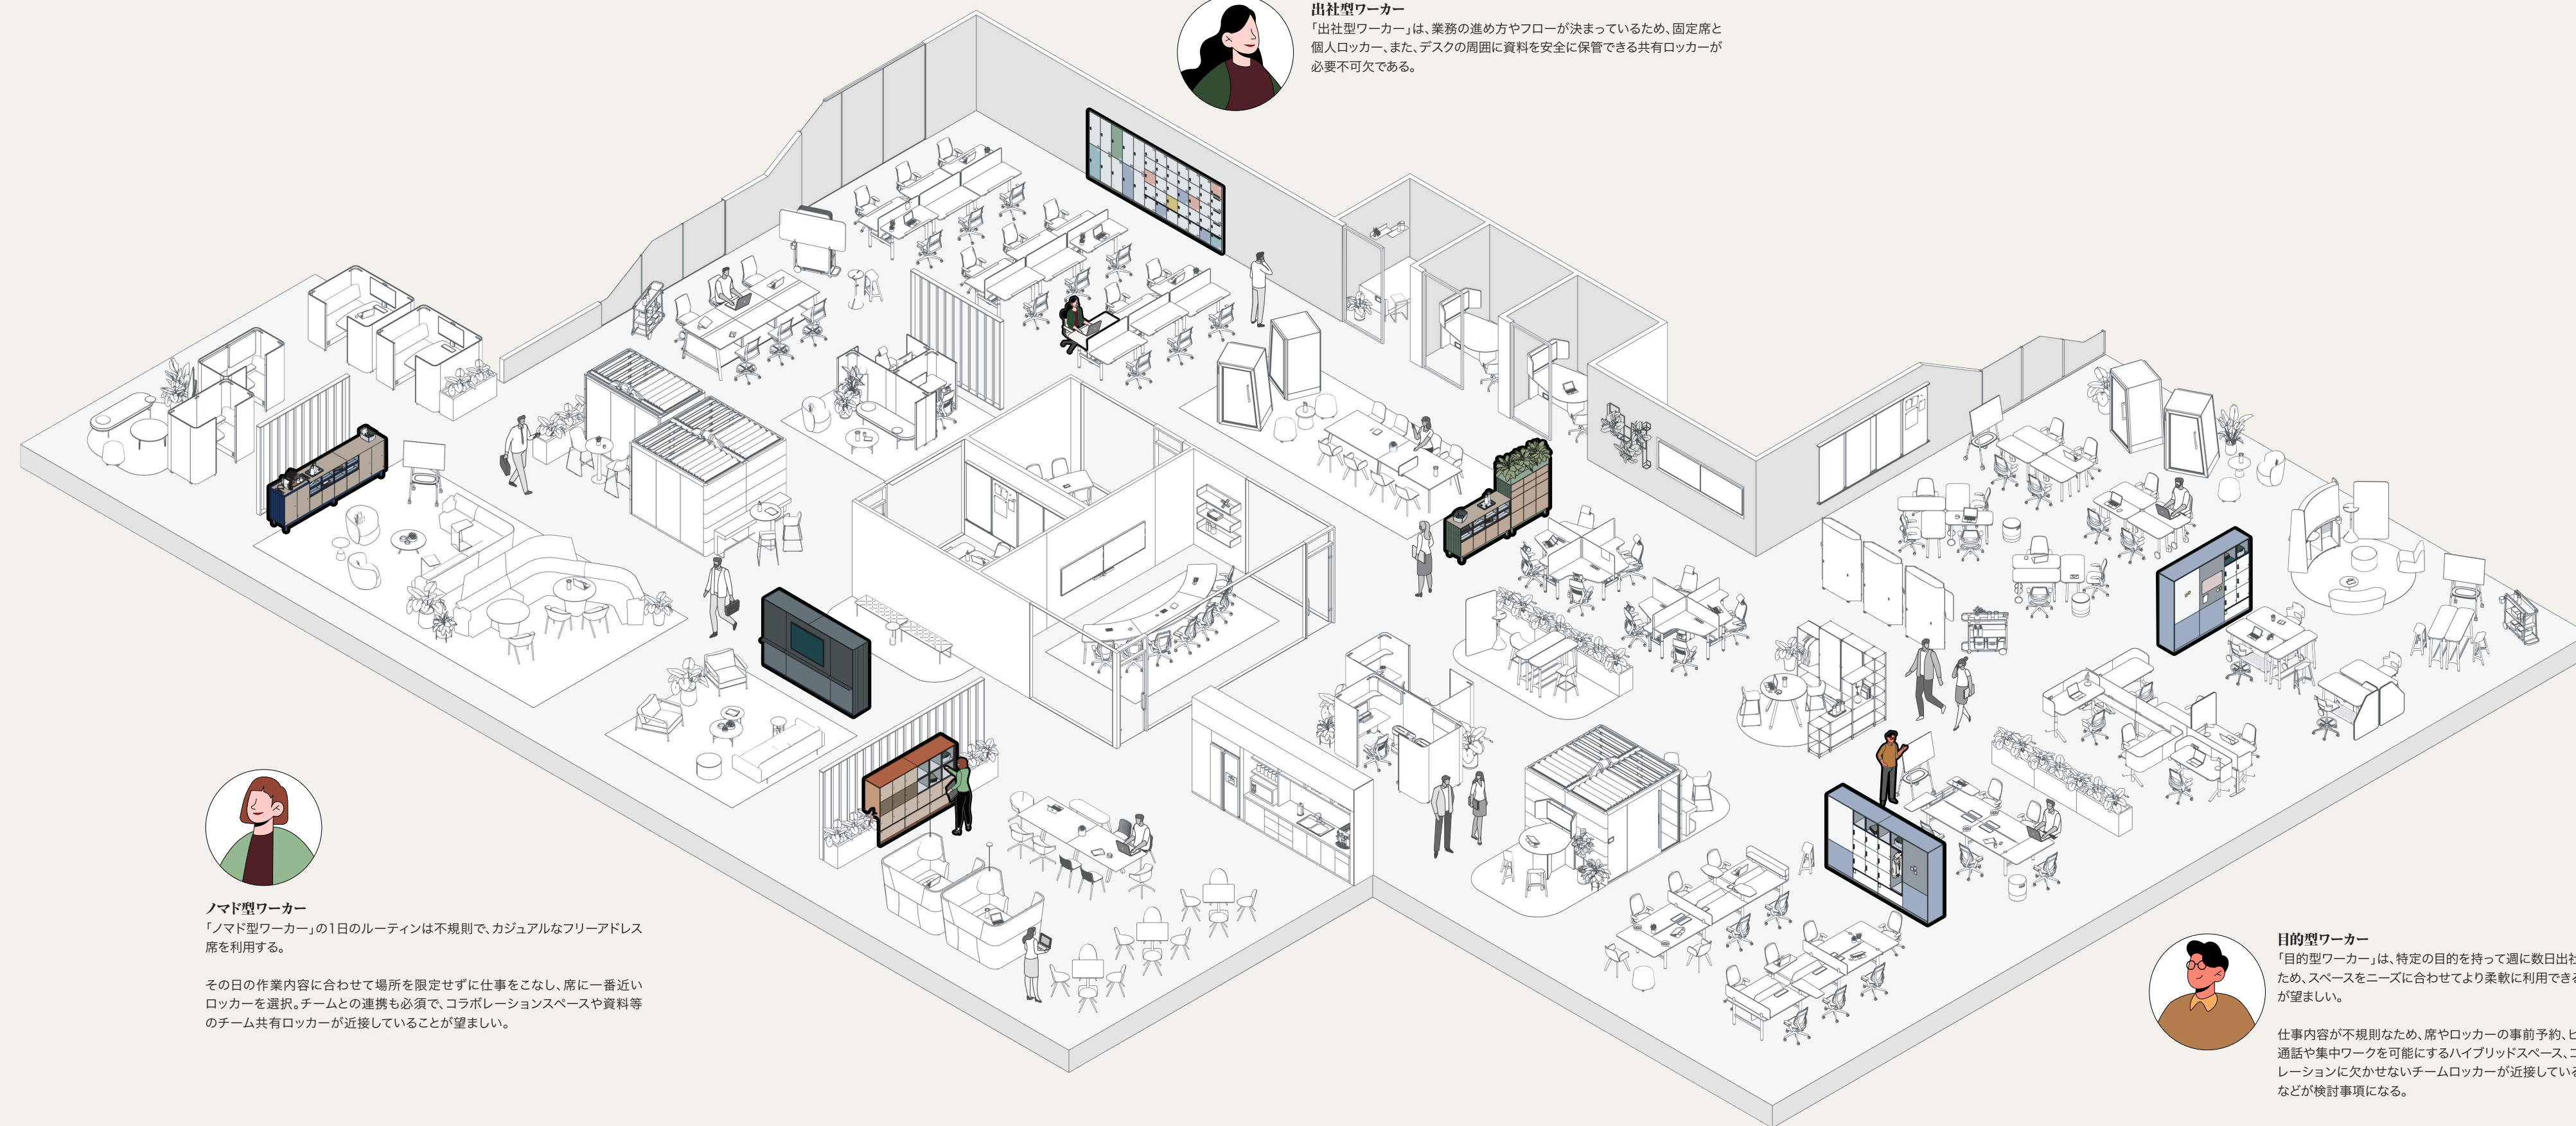 出社型ワーカー
「出社型ワーカー」は、業務の進め方やフローが決まっているため、固定席と
個人ロッカー、また、デスクの周囲に資料を安全に保管できる共有ロッカーが
必要不可欠である。
ノマド型ワーカー
「ノマド型ワーカー」の1日のルーティンは不規則で、カジュアルなフリーアドレス
席を利用する。
その日の作業内容に合わせて場所を限定せずに仕事をこなし、席に一番近い
ロッカーを選択。チームとの連携も必須で、コラボレーションスペースや資料等
のチーム共有ロッカーが近接していることが望ましい。
目的型ワーカー
「目的型ワーカー」は、特定の目的を持って週に数日出社
ため、スペースをニーズに合わせてより柔軟に利用でき
が望ましい。
仕事内容が不規則なため、席やロッカーの事前予約、
通話や集中ワークを可能にするハイブリッドスペース、
レーションに欠かせないチームロッカーが近接している
などが検討事項になる。